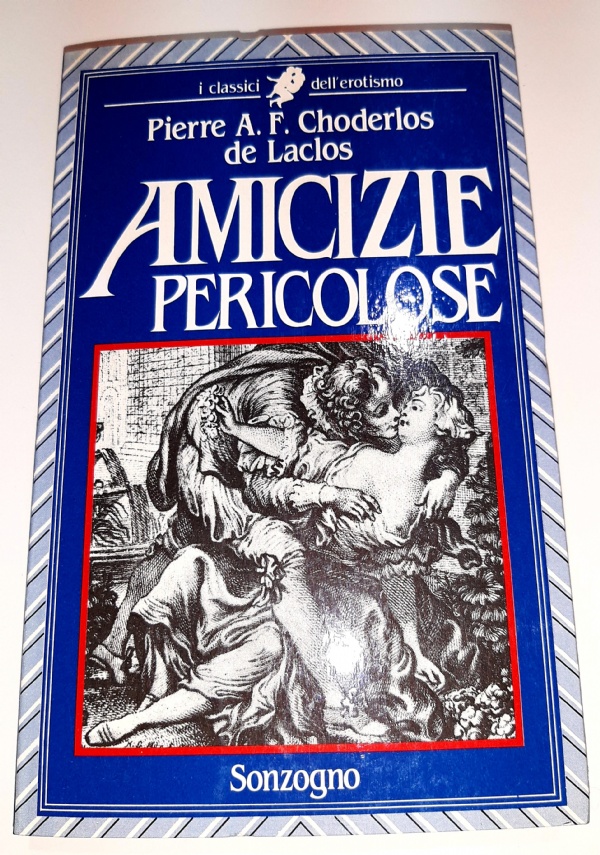 i classici dell'erotismo
Pierre A. F. Choderlos
de Laclos
AMICIZIE
PERICOLOSE
Sonzogno